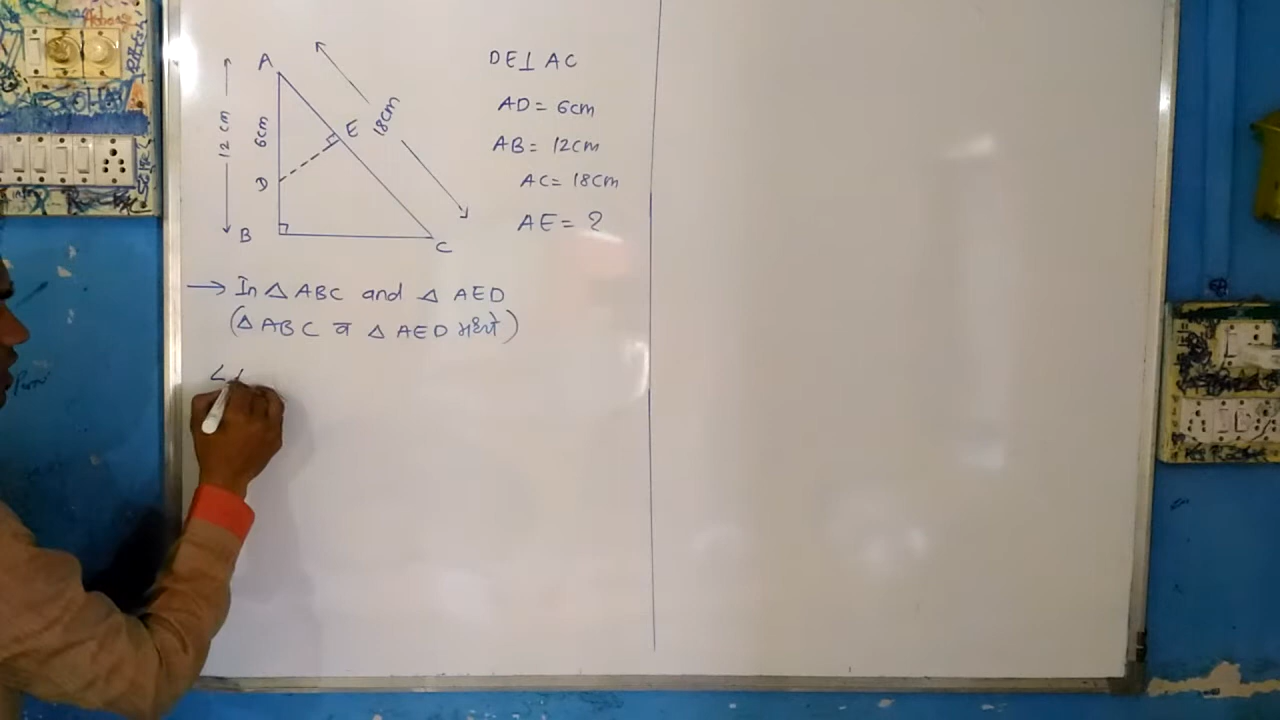 A
12 cm
6cm
D
B
C
E
18cm
DE⊥ AC
AD = 6cm
AB = 12cm
AC = 18cm
AE = ?
→ In △ ABC and △ AED
(△ ABC व △ AED मध्ये)
∠